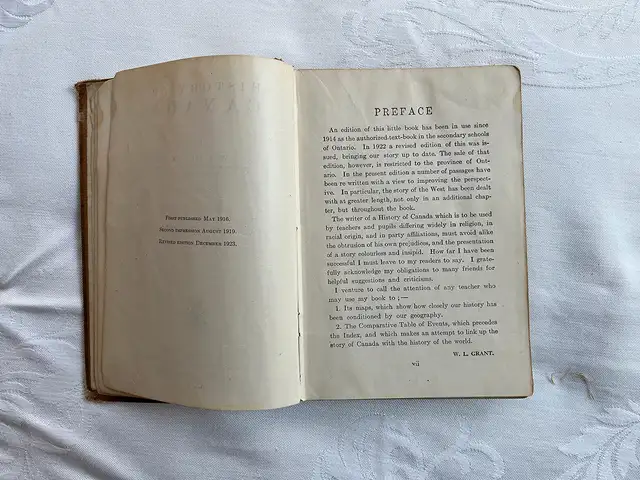 First published May 1916.
Second impression August 1919.
Revised edition December 1923.
PREFACE
An edition of this little book has been in use since
1914 as the authorized text-book in the secondary schools
of Ontario. In 1922 a revised edition of this was is-
sued, bringing our story up to date. The sale of that
edition, however, is restricted to the province of Ont-
ario. In the present edition a number of passages have
been re written with a view to improving the perspect-
ive. In particular, the story of the West has been dealt
with at greater length, not only in an additional chap-
ter, but throughout the book.
The writer of a History of Canada which is to be used
by teachers and pupils differing widely in religion, in
racial origin, and in party affiliations, must avoid alike
the obtrusion of his own prejudices, and the presentation
of a story colourless and insipid. How far I have been
successful I must leave to my readers to say. I grate-
fully acknowledge my obligations to many friends for
helpful suggestions and criticisms.
I venture to call the attention of any teacher who
may use my book to ;—
1. Its maps, which show how closely our history has
been conditioned by our geography.
2. The Comparative Table of Events, which precedes
the Index, and which makes an attempt to link up the
story of Canada with the history of the world.
W. L. GRANT.
vii